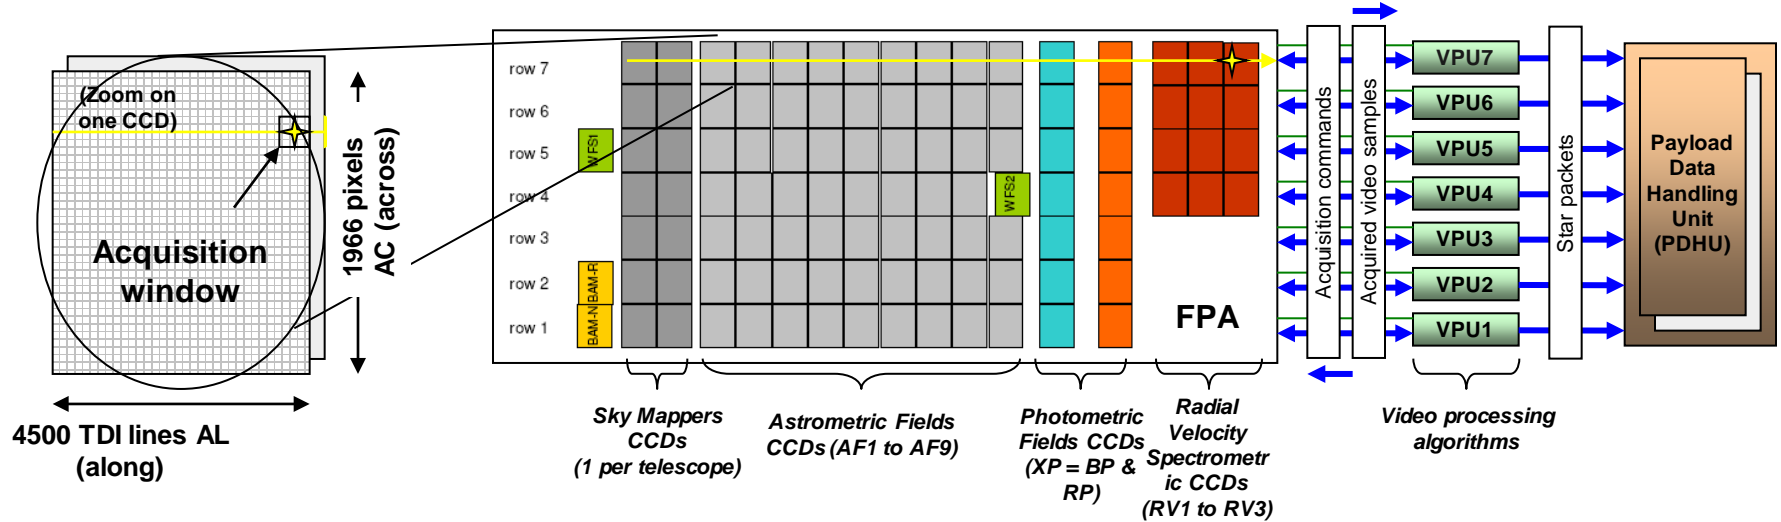 (Zoom on
one CCD)
Acquisition
window
1966 pixels
AC (across)
4500 TDI lines AL
(along)
row 7
row 6
row 5
row 4
row 3
row 2
row 1
WFS1
WFS2
BAM-R
BAM-N
FPA
Sky Mappers
CCDs
(1 per telescope)
Astrometric Fields
CCDs (AF1 to AF9)
Photometric
Fields CCDs
(XP = BP &
RP)
Radial
Velocity
Spectrometr
ic CCDs
(RV1 to RV3)
Acquisition commands
Acquired video samples
VPU7
VPU6
VPU5
VPU4
VPU3
VPU2
VPU1
Video processing
algorithms
Star packets
Payload
Data
Handling
Unit
(PDHU)